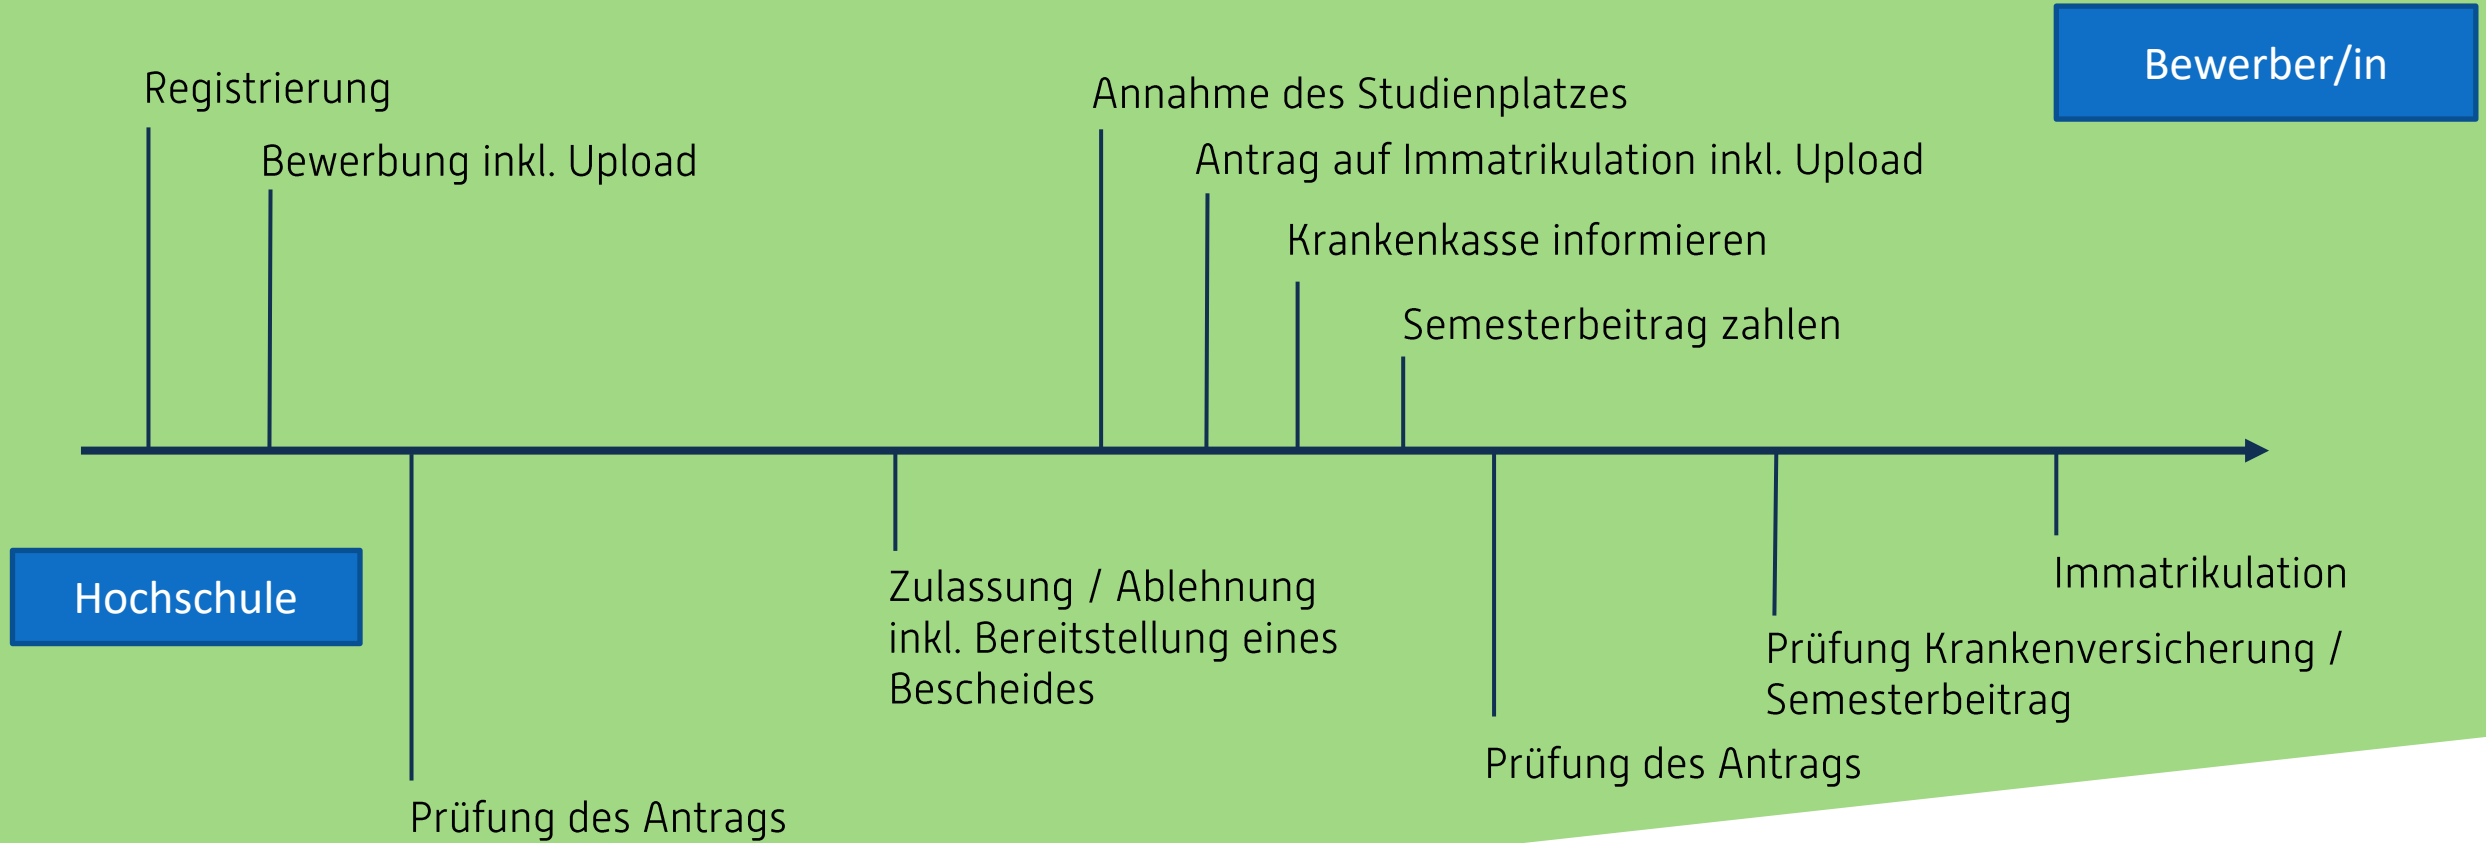 Bewerber/in
Registrierung
Annahme des Studienplatzes
Bewerbung inkl. Upload
Antrag auf Immatrikulation inkl. Upload
Krankenkasse informieren
Semesterbeitrag zahlen
Hochschule
Zulassung / Ablehnung
inkl. Bereitstellung eines
Bescheides
Immatrikulation
Prüfung Krankenversicherung /
Semesterbeitrag
Prüfung des Antrags
Prüfung des Antrags